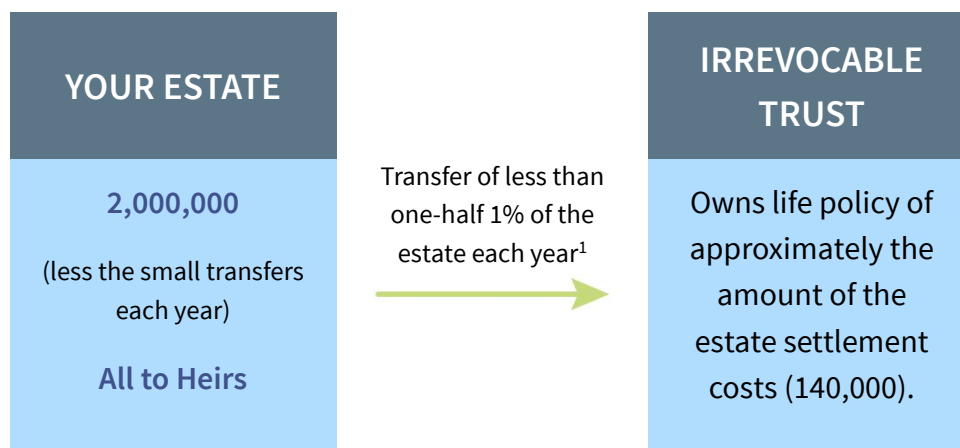 YOUR ESTATE
2,000,000
(less the small transfers
each year)
All to Heirs
Transfer of less than
one-half 1% of the
estate each year¹
IRREVOCABLE
TRUST
Owns life policy of
approximately the
amount of the
estate settlement
costs (140,000).